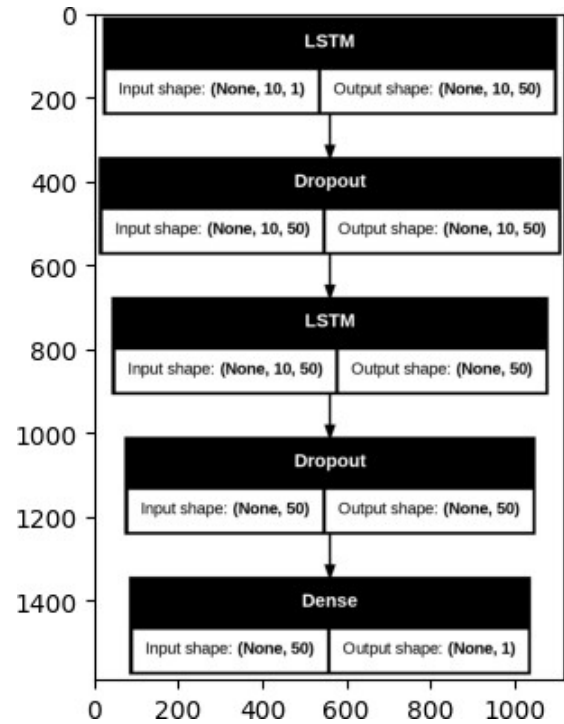 0
200
400
600
800
1000
1200
1400
LSTM
Input shape: (None, 10, 1) Output shape: (None, 10, 50)
Dropout
Input shape: (None, 10, 50) Output shape: (None, 10, 50)
LSTM
Input shape: (None, 10, 50) Output shape: (None, 50)
Dropout
Input shape: (None, 50) Output shape: (None, 50)
Dense
Input shape: (None, 50) Output shape: (None, 1)
0 200 400 600 800 1000